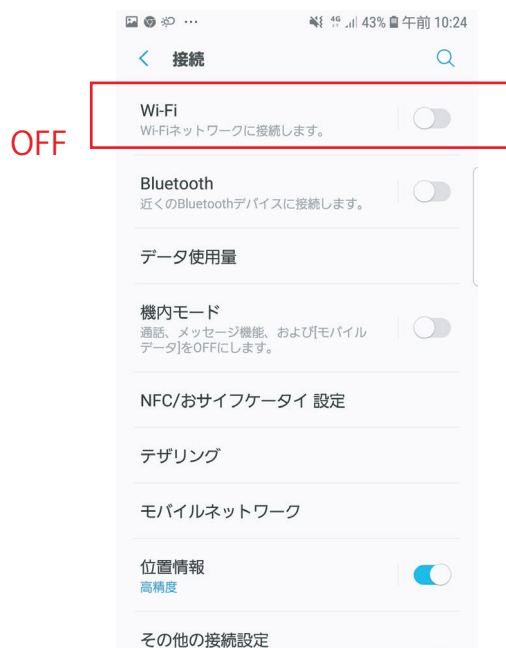 4G 43% 午前 10:24
接続
Wi-Fi
Wi-Fiネットワークに接続します。
OFF
Bluetooth
近くのBluetoothデバイスに接続します。
データ使用量
機内モード
通話、メッセージ機能、および[モバイル
データ]をOFFにします。
NFC/おサイフケータイ 設定
テザリング
モバイルネットワーク
位置情報
高精度
その他の接続設定